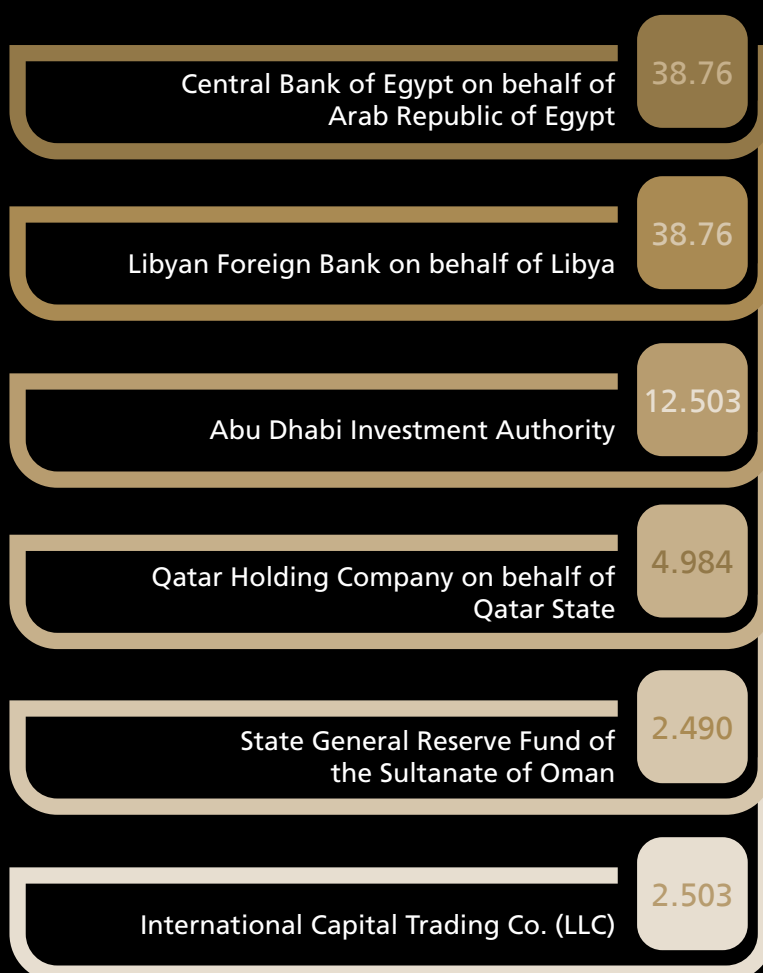 Central Bank of Egypt on behalf of
Arab Republic of Egypt
38.76
Libyan Foreign Bank on behalf of Libya
38.76
Abu Dhabi Investment Authority
12.503
Qatar Holding Company on behalf of
Qatar State
4.984
State General Reserve Fund of
the Sultanate of Oman
2.490
International Capital Trading Co. (LLC)
2.503